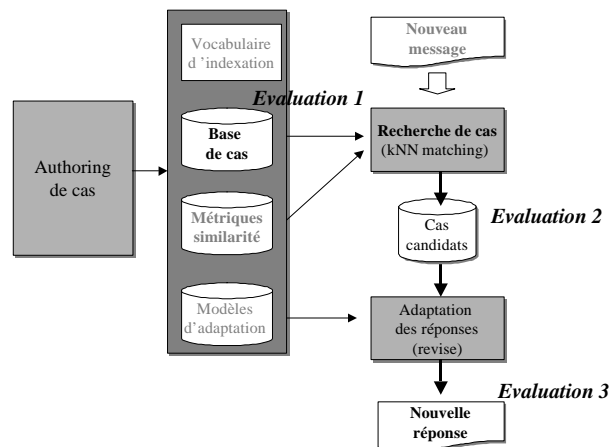 Vocabulaire
d 'indexation
Nouveau
message
Evaluation 1
Base
de cas
Recherche de cas
(kNN matching)
Authoring
de cas
Métriques
similarité
Evaluation 2
Cas
candidats
Modèles
d'adaptation
Adaptation
des réponses
(revise)
Evaluation 3
Nouvelle
réponse